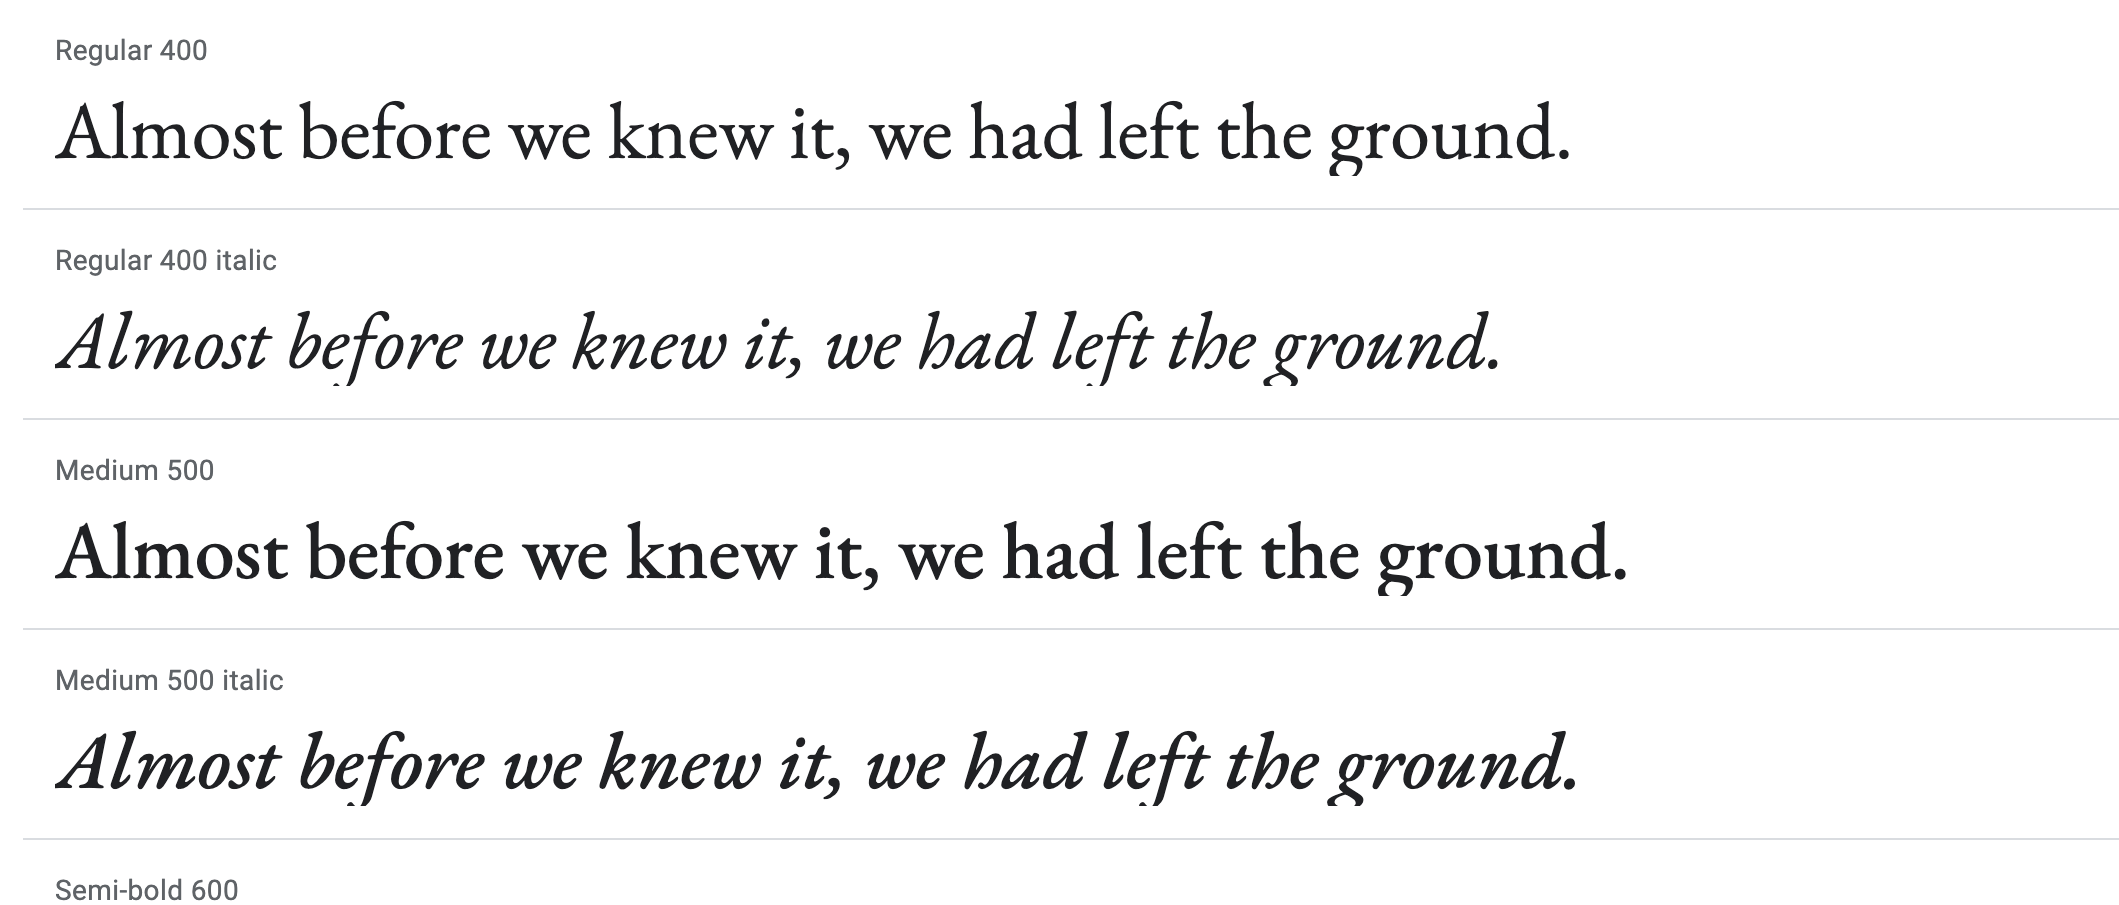 Regular 400
Almost before we knew it, we had left the ground.
Regular 400 italic
Almost before we knew it, we had left the ground.
Medium 500
Almost before we knew it, we had left the ground.
Medium 500 italic
Almost before we knew it, we had left the ground.
Semi-bold 600